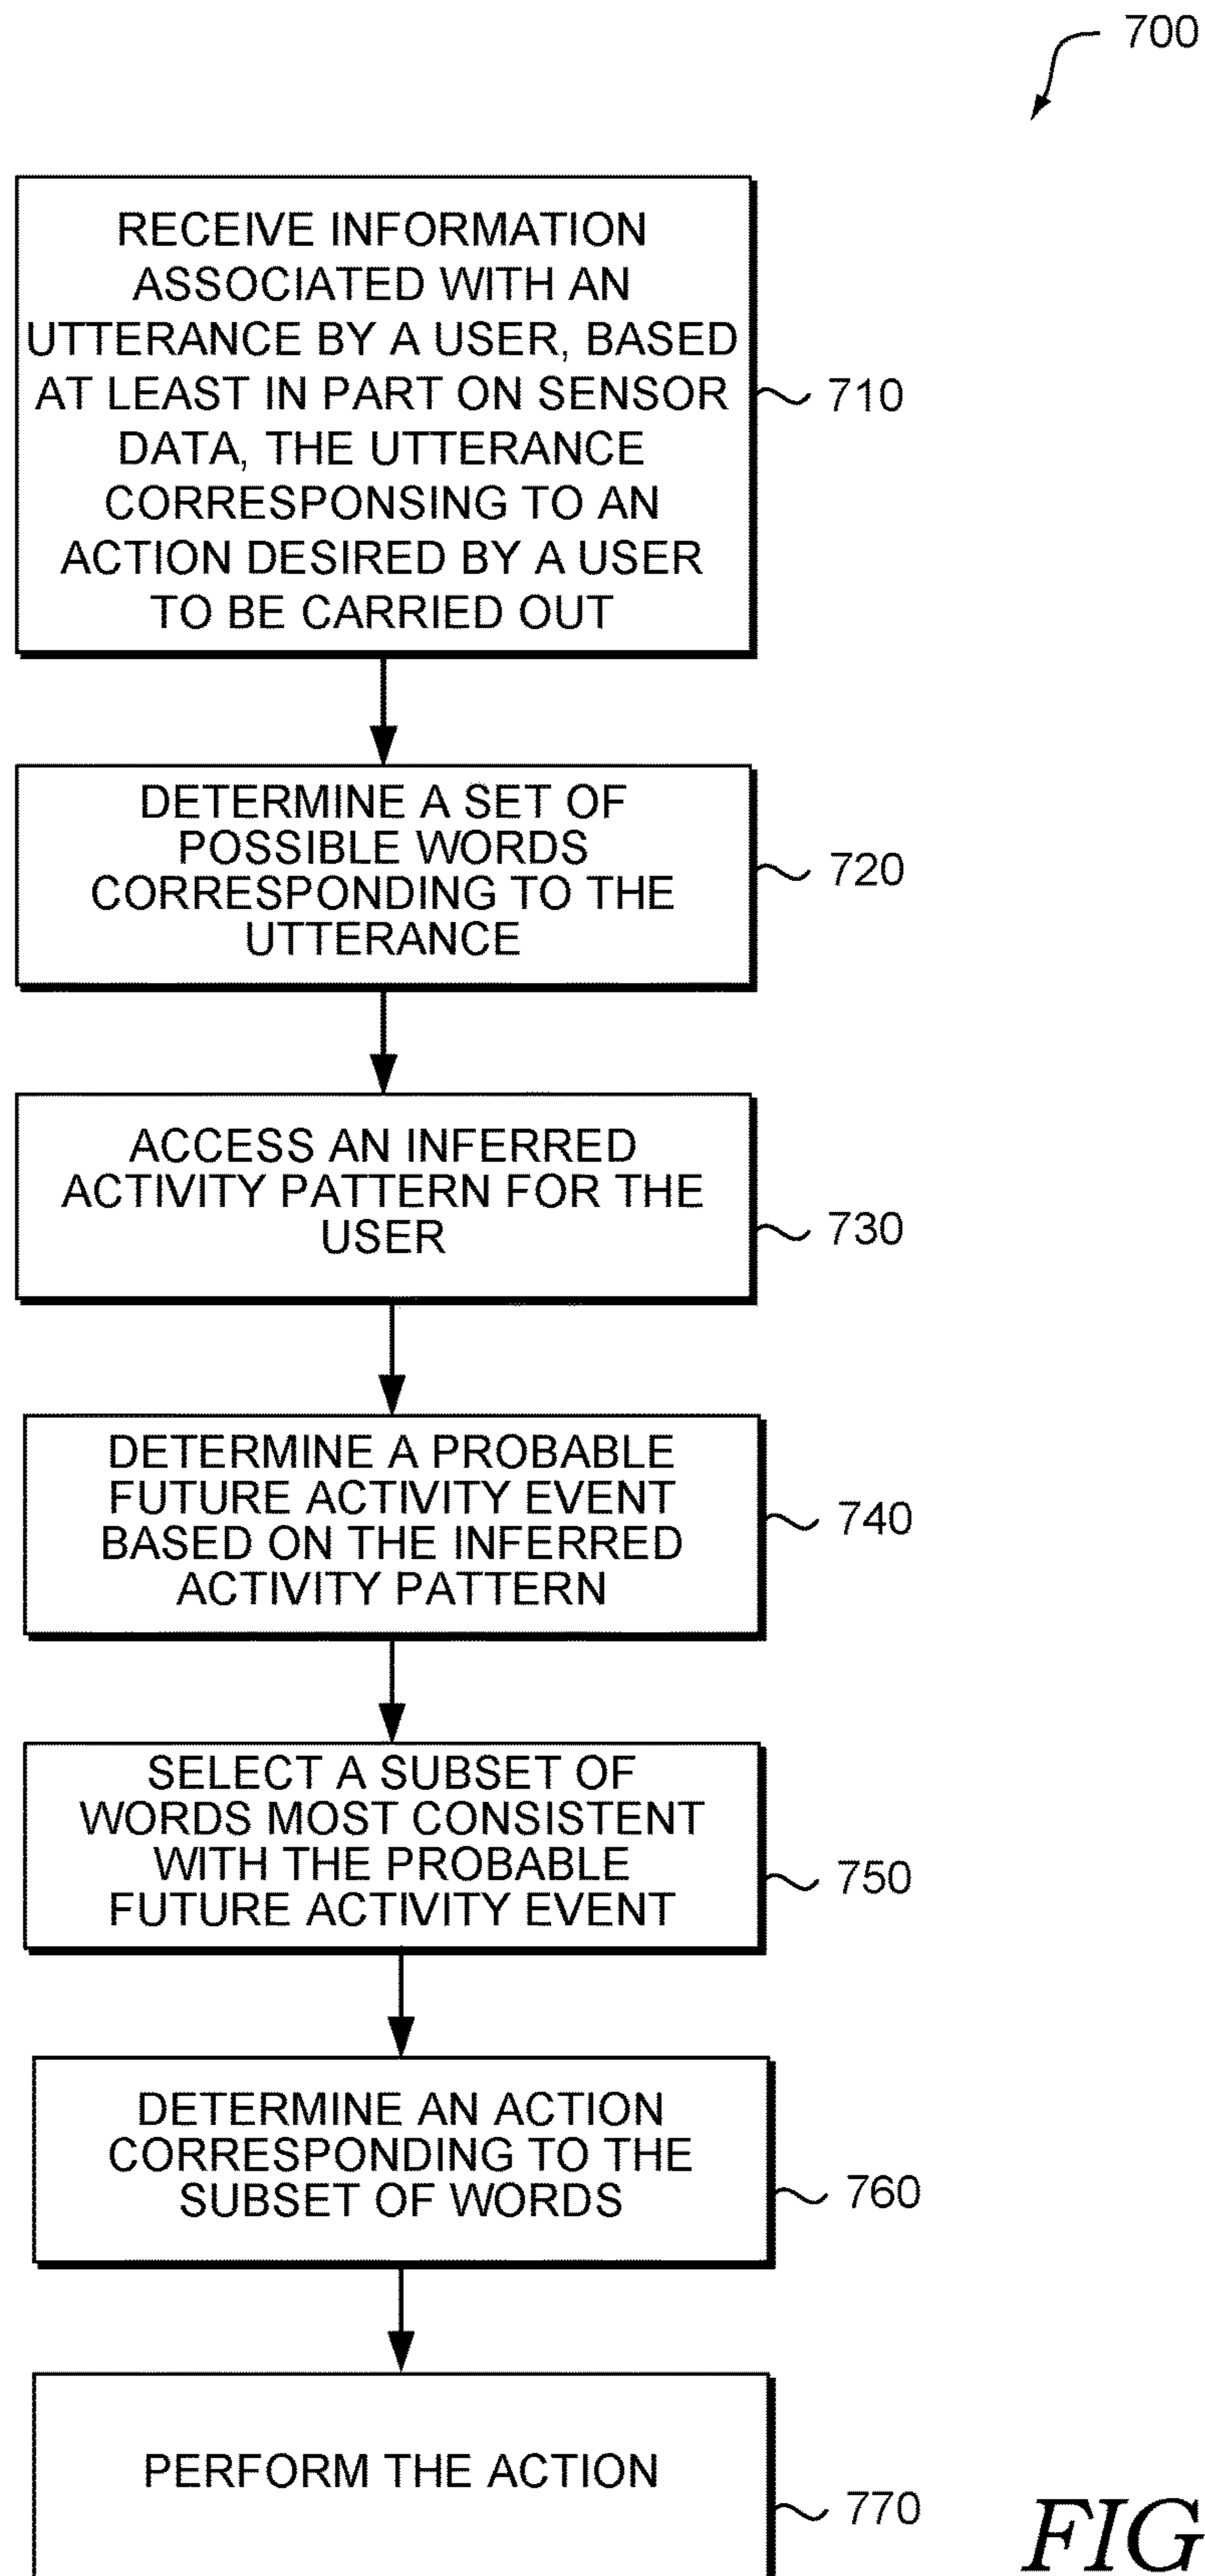 700
RECEIVE INFORMATION
ASSOCIATED WITH AN
UTTERANCE BY A USER, BASED
AT LEAST IN PART ON SENSOR
DATA, THE UTTERANCE
CORRESPONSING TO AN
ACTION DESIRED BY A USER
TO BE CARRIED OUT
710
DETERMINE A SET OF
POSSIBLE WORDS
CORRESPONDING TO THE
UTTERANCE
720
ACCESS AN INFERRED
ACTIVITY PATTERN FOR THE
USER
730
DETERMINE A PROBABLE
FUTURE ACTIVITY EVENT
BASED ON THE INFERRED
ACTIVITY PATTERN
740
SELECT A SUBSET OF
WORDS MOST CONSISTENT
WITH THE PROBABLE
FUTURE ACTIVITY EVENT
750
DETERMINE AN ACTION
CORRESPONDING TO THE
SUBSET OF WORDS
760
PERFORM THE ACTION
770
FIG